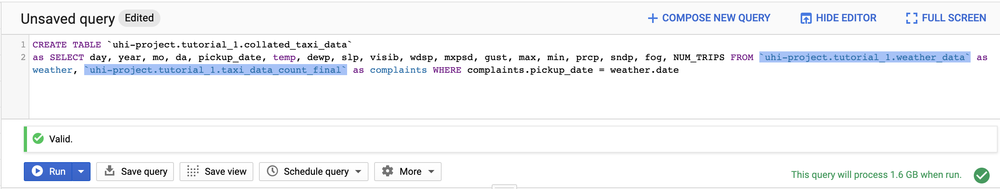 Unsaved query Edited COMPOSE NEW QUERY HIDE EDITOR FULL SCREEN
1 CREATE TABLE `uhi-project.tutorial_1.collated_taxi_data`
2 as SELECT day, year, mo, da, pickup_date, temp, dewp, slp, visib, wdsp, mxpsd, gust, max, min, prcp, sndp, fog, NUM_TRIPS FROM `uhi-project.tutorial_1.weather_data` as
weather, `uhi-project.tutorial_1.taxi_data_count_final` as complaints WHERE complaints.pickup_date = weather.date
Valid.
Run Save query Save view Schedule query More This query will process 1.6 GB when run.